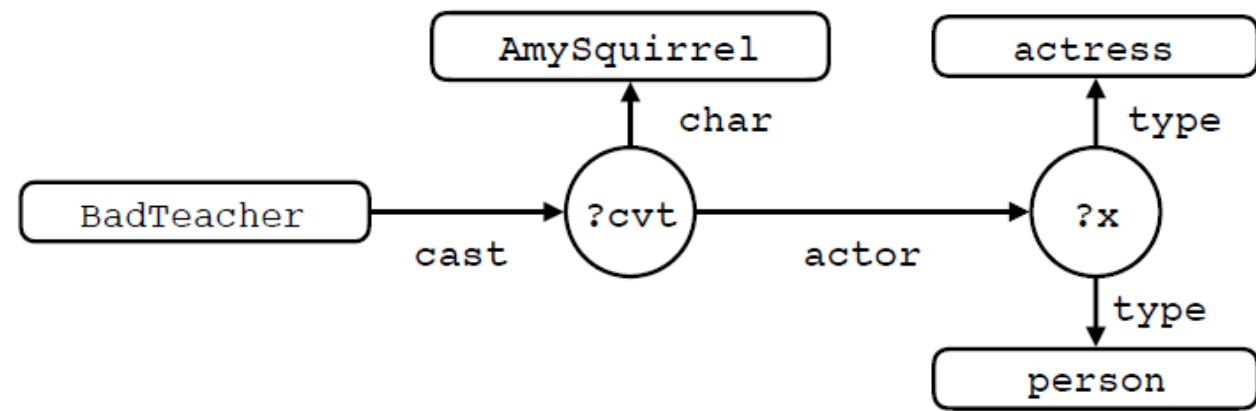 AmySquirrel
actress
char
type
BadTeacher
?cvt
?x
cast
actor
type
person